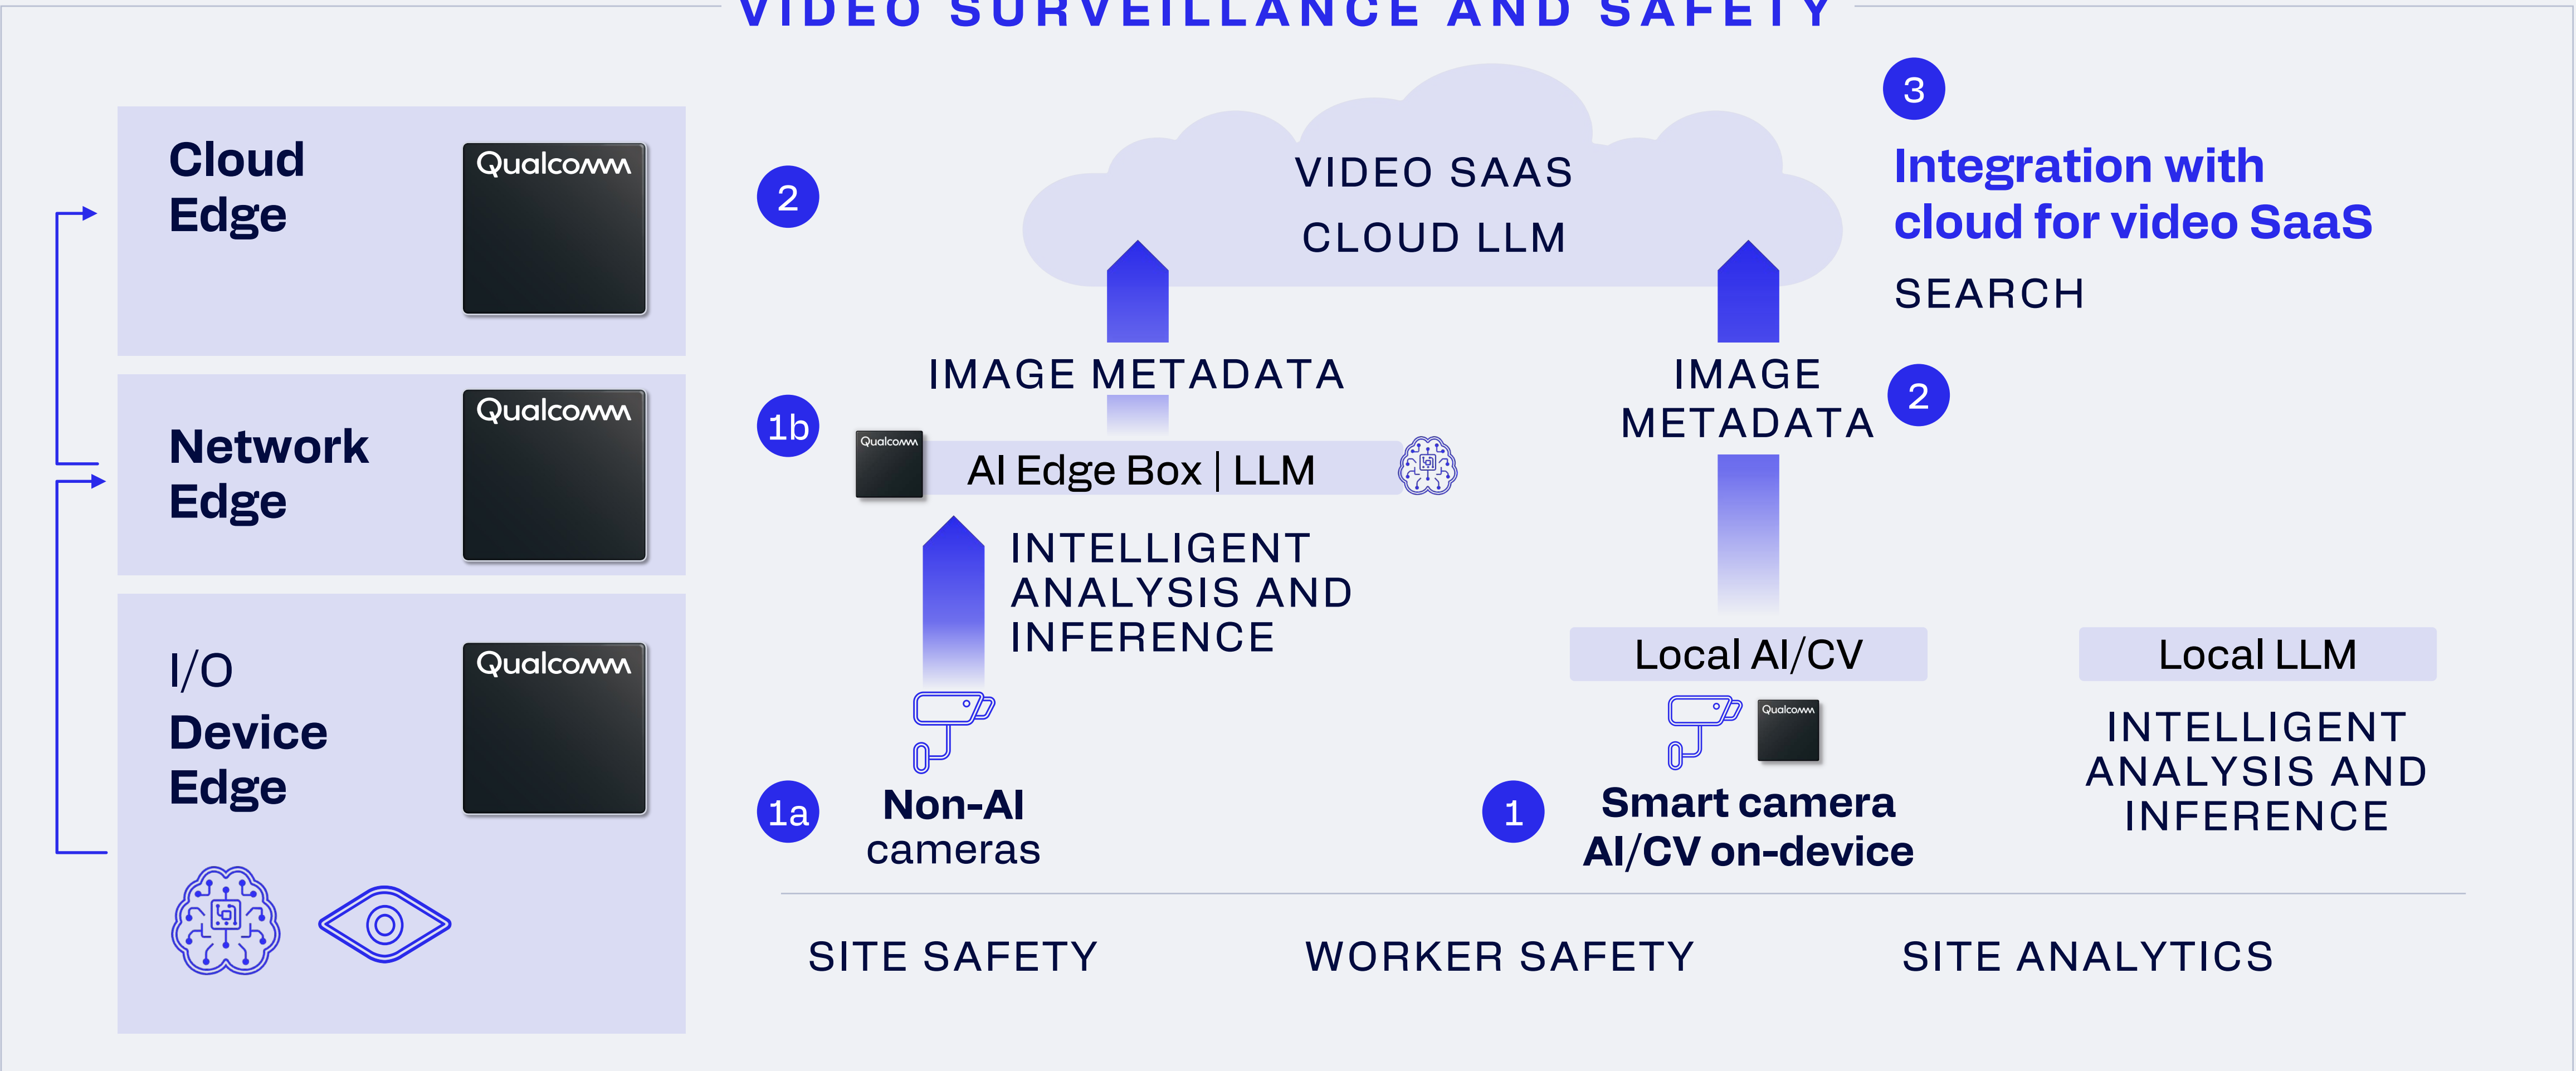 VIDEO SURVEILLANCE AND SAFETY
Cloud
Edge
Qualcomm
Network
Edge
Qualcomm
I/O
Device
Edge
Qualcomm
2
VIDEO SAAS
CLOUD LLM
3
Integration with
cloud for video SaaS
SEARCH
IMAGE METADATA
IMAGE
METADATA
2
1b
Qualcomm
AI Edge Box | LLM
INTELLIGENT
ANALYSIS AND
INFERENCE
1a
Non-AI
cameras
Local AI/CV
Qualcomm
1
Smart camera
AI/CV on-device
Local LLM
INTELLIGENT
ANALYSIS AND
INFERENCE
SITE SAFETY
WORKER SAFETY
SITE ANALYTICS